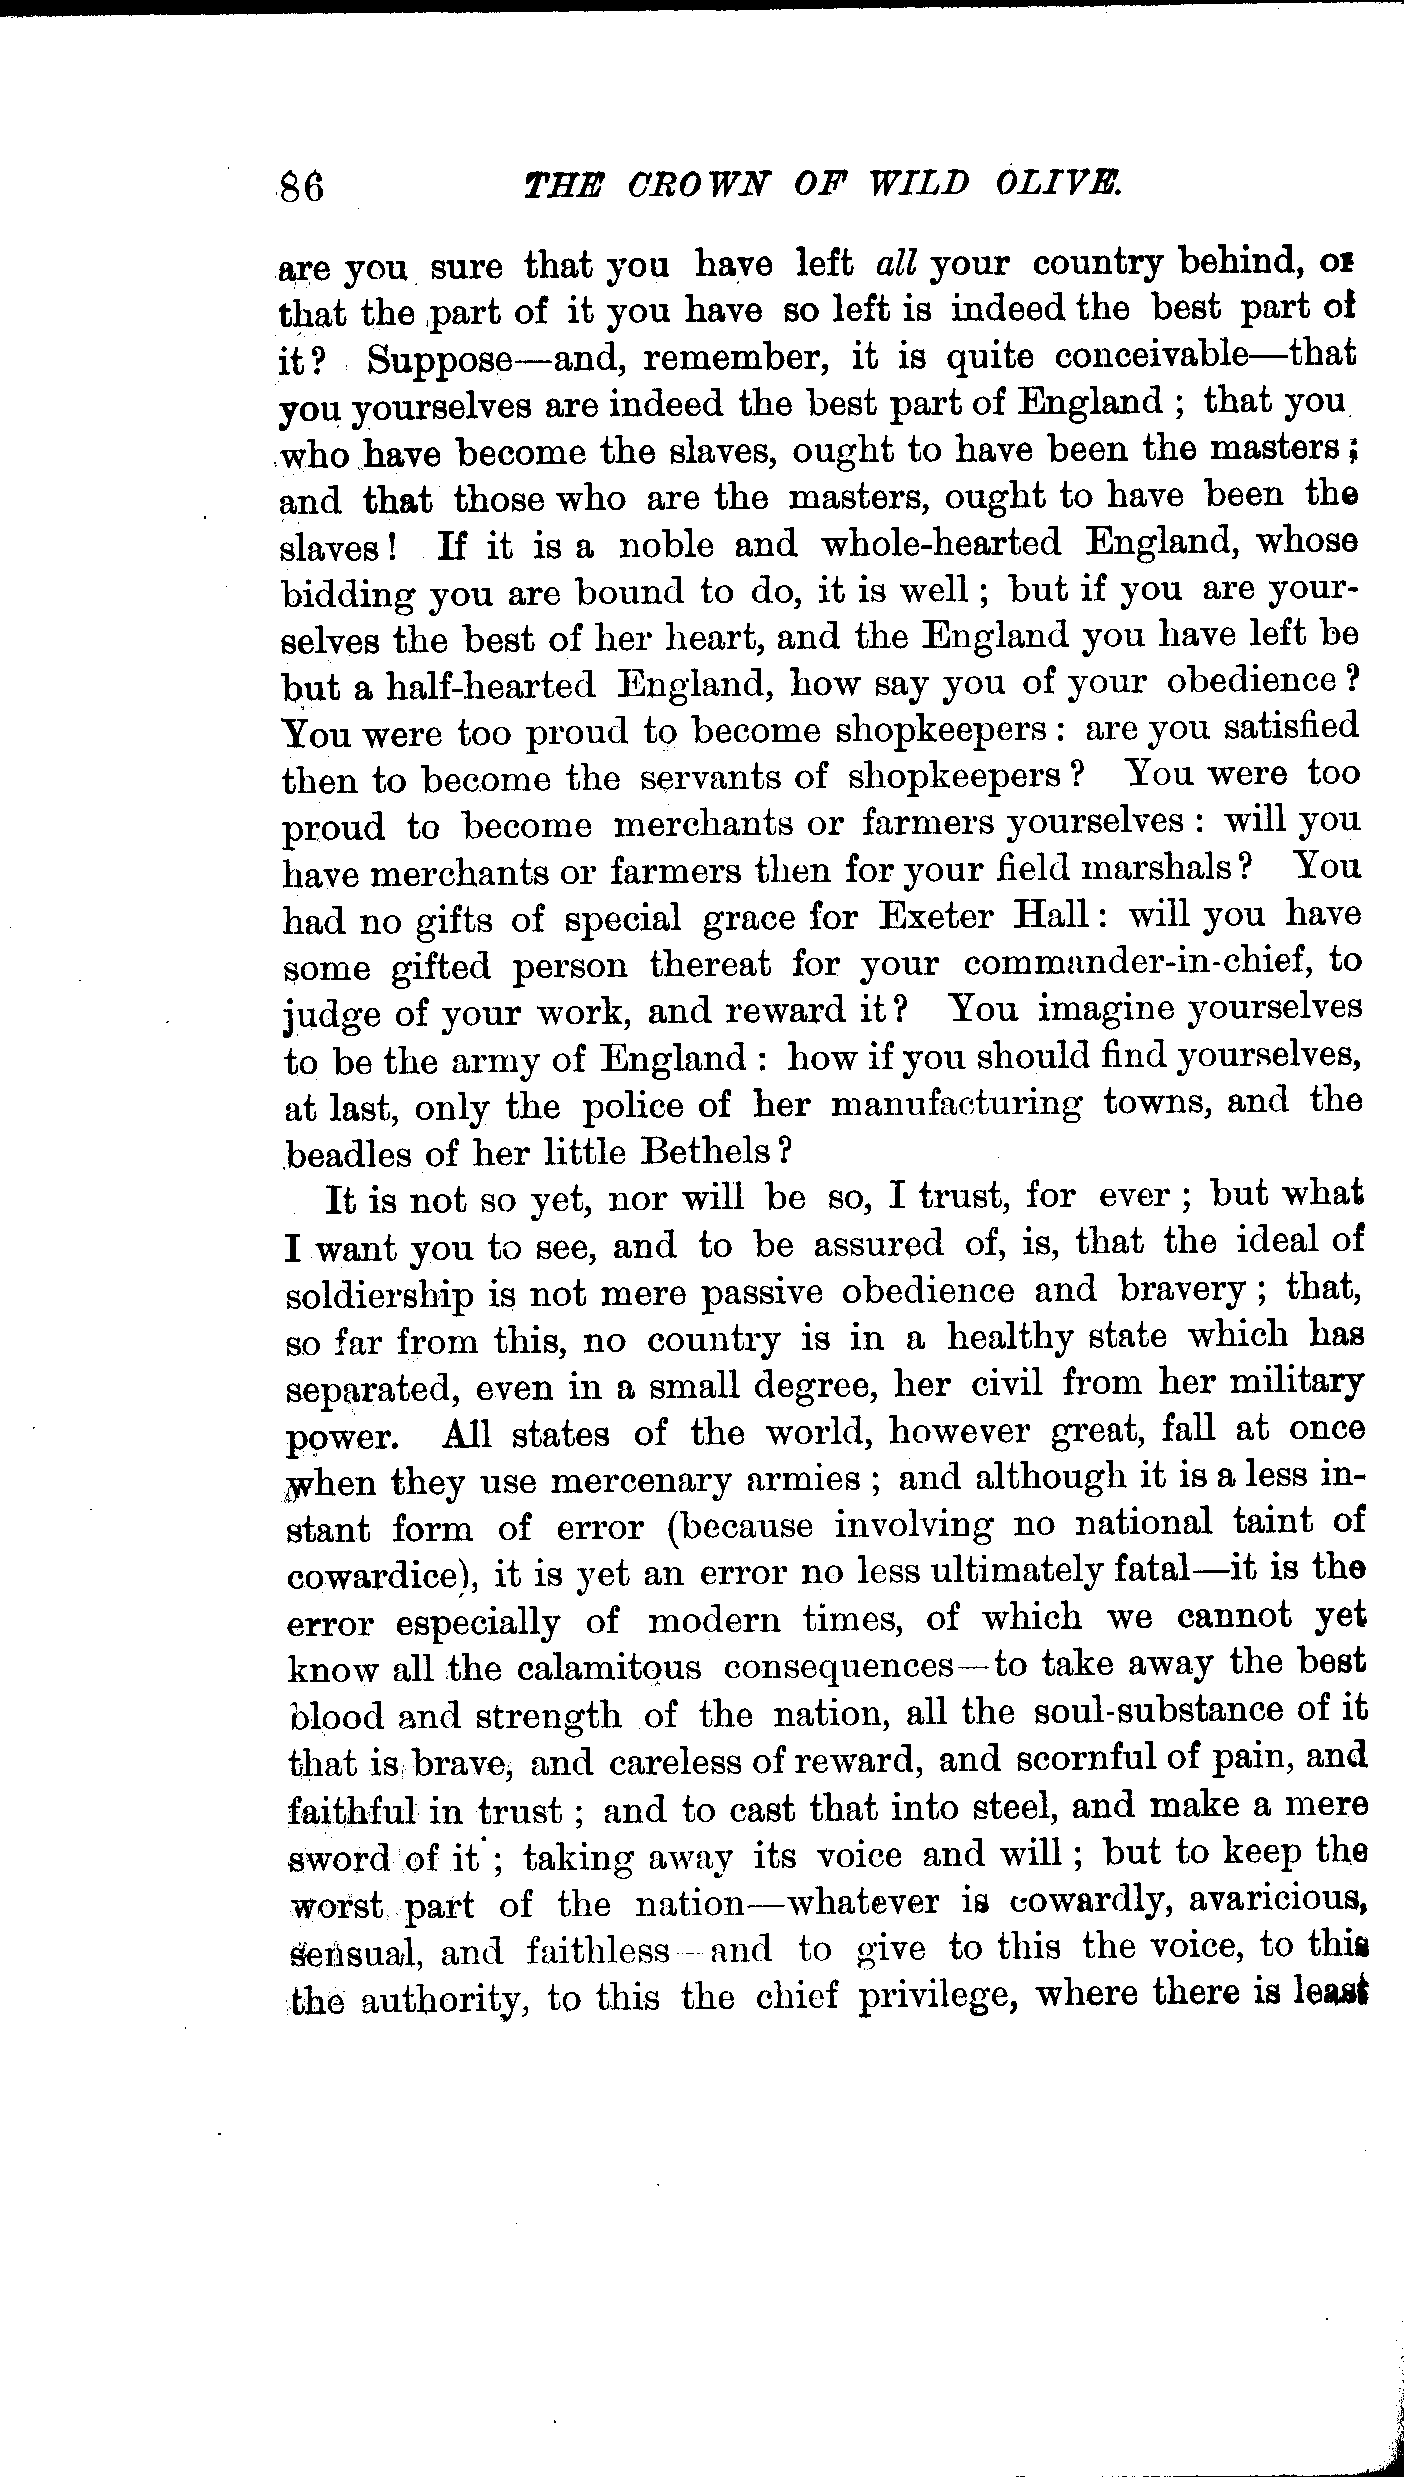 86 THE CROWN OF WILD OLIVE.
are you sure that you have left all your country behind, or
that the part of it you have so left is indeed the best part of
it? Suppose—and, remember, it is quite conceivable—that
you yourselves are indeed the best part of England ; that you
who have become the slaves, ought to have been the masters ;
and that those who are the masters, ought to have been the
slaves! If it is a noble and whole-hearted England, whose
bidding you are bound to do, it is well ; but if you are your-
selves the best of her heart, and the England you have left be
but a half-hearted England, how say you of your obedience ?
You were too proud to become shopkeepers : are you satisfied
then to become the servants of shopkeepers ? You were too
proud to become merchants or farmers yourselves : will you
have merchants or farmers then for your field marshals ? You
had no gifts of special grace for Exeter Hall : will you have
some gifted person thereat for your commander-in-chief, to
judge of your work, and reward it? You imagine yourselves
to be the army of England : how if you should find yourselves,
at last, only the police of her manufacturing towns, and the
beadles of her little Bethels ?
It is not so yet, nor will be so, I trust, for ever ; but what
I want you to see, and to be assured of, is, that the ideal of
soldiership is not mere passive obedience and bravery ; that,
so far from this, no country is in a healthy state which has
separated, even in a small degree, her civil from her military
power. All states of the world, however great, fall at once
when they use mercenary armies ; and although it is a less in-
stant form of error (because involving no national taint of
cowardice), it is yet an error no less ultimately fatal—it is the
error especially of modern times, of which we cannot yet
know all the calamitous consequences—to take away the best
blood and strength of the nation, all the soul-substance of it
that is brave, and careless of reward, and scornful of pain, and
faithful in trust ; and to cast that into steel, and make a mere
sword of it ; taking away its voice and will ; but to keep the
worst part of the nation—whatever is cowardly, avaricious,
sensual, and faithless—and to give to this the voice, to this
the authority, to this the chief privilege, where there is least